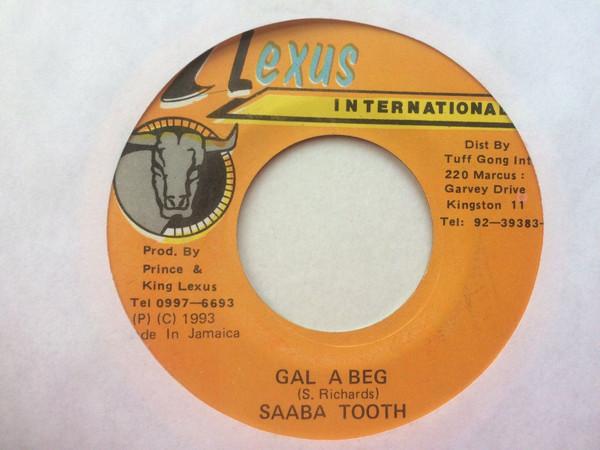 Lexus
INTERNATIONAL
Dist By
Tuff Gong Int
220 Marcus :
Garvey Drive
Kingston 11
Tel: 92—39383-
Prod. By
Prince &
King Lexus
Tel 0997—6693
(P) (C) 1993
de In Jamaica
GAL A BEG
(S. Richards)
SAABA TOOTH